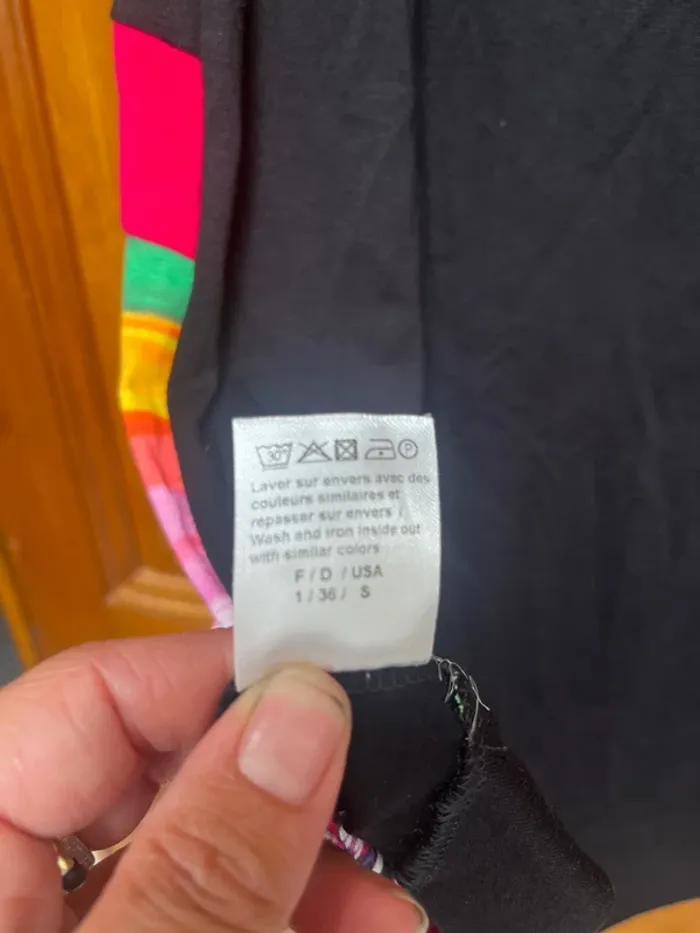 30° P
Laver sur envers avec des
couleurs similaires et
repasser sur envers /
Wash and iron inside out
with similar colors
F / D / USA
1 / 36 / S